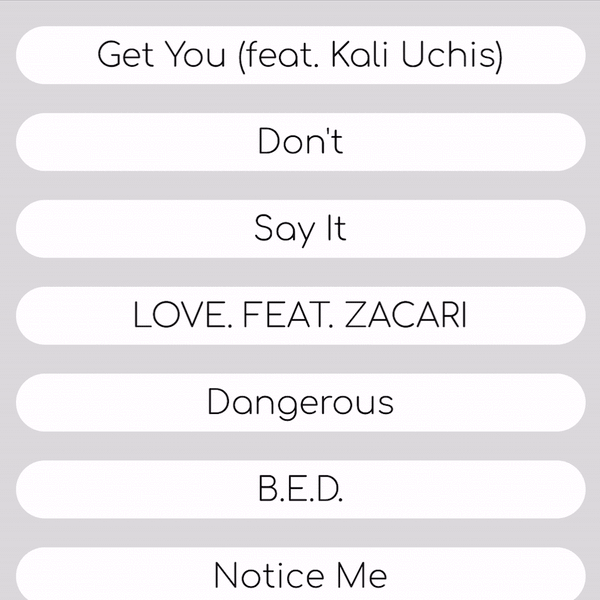 Get You (feat. Kali Uchis)
Don't
Say It
LOVE. FEAT. ZACARI
Dangerous
B.E.D.
Notice Me